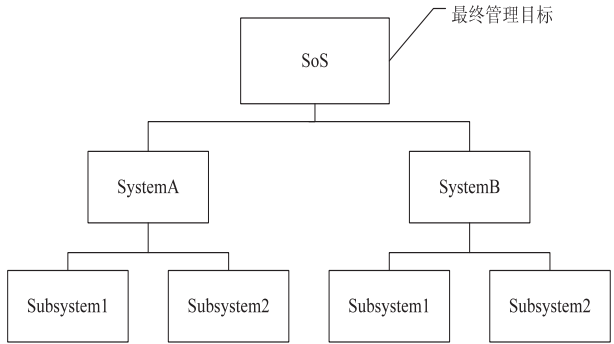 最终管理目标
SoS
SystemA
SystemB
Subsystem1
Subsystem2
Subsystem1
Subsystem2